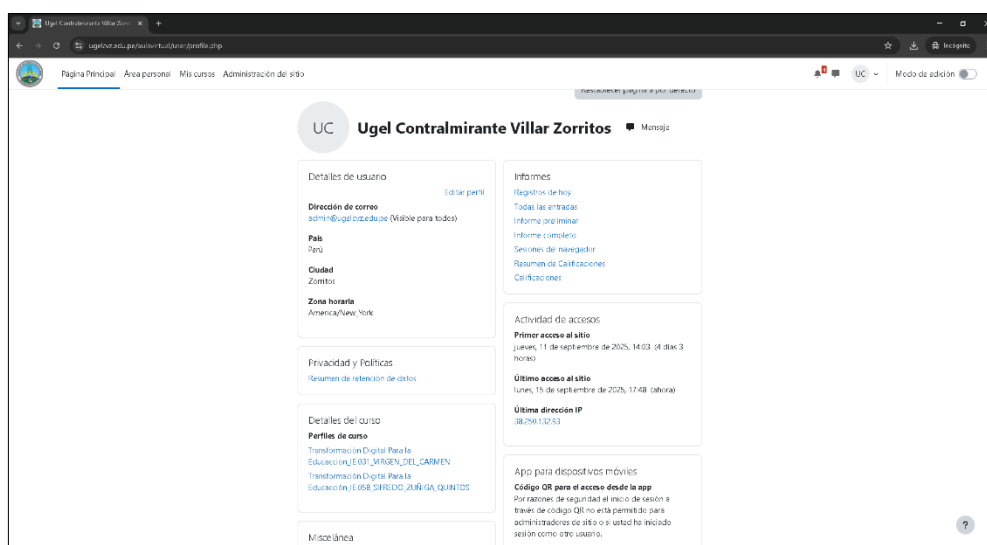 Ugel Contralmirante Villar Zorri
ugelcvz.edu.pe/aulavirtual/user/profile.php
Incógnito
Página Principal Área personal Mis cursos Administración del sitio
1
UC
Modo de edición
Restablecer página a por defecto
UC
Ugel Contralmirante Villar Zorritos
Mensaje
Detalles de usuario
Editar perfil
Dirección de correo
admin@ugelcvz.edu.pe (Visible para todos)
País
Perú
Ciudad
Zorritos
Zona horaria
America/New_York
Privacidad y Políticas
Resumen de retención de datos
Detalles del curso
Perfiles de curso
Transformación Digital Para la
Educacción_IE.031_VIRGEN_DEL_CARMEN
Transformación Digital Para la
Educacción_IE.058_SIFREDO_ZUÑIGA_QUINTOS
Miscelánea
Informes
Registros de hoy
Todas las entradas
Informe preliminar
Informe completo
Sesiones del navegador
Resumen de Calificaciones
Calificaciones
Actividad de accesos
Primer acceso al sitio
jueves, 11 de septiembre de 2025, 14:03 (4 días 3
horas)
Último acceso al sitio
lunes, 15 de septiembre de 2025, 17:48 (ahora)
Última dirección IP
38.250.132.93
App para dispositivos móviles
Código QR para el acceso desde la app
Por razones de seguridad el inicio de sesión a
través de código QR no está permitido para
administradores de sitio o si usted ha iniciado
sesión como otro usuario.
?